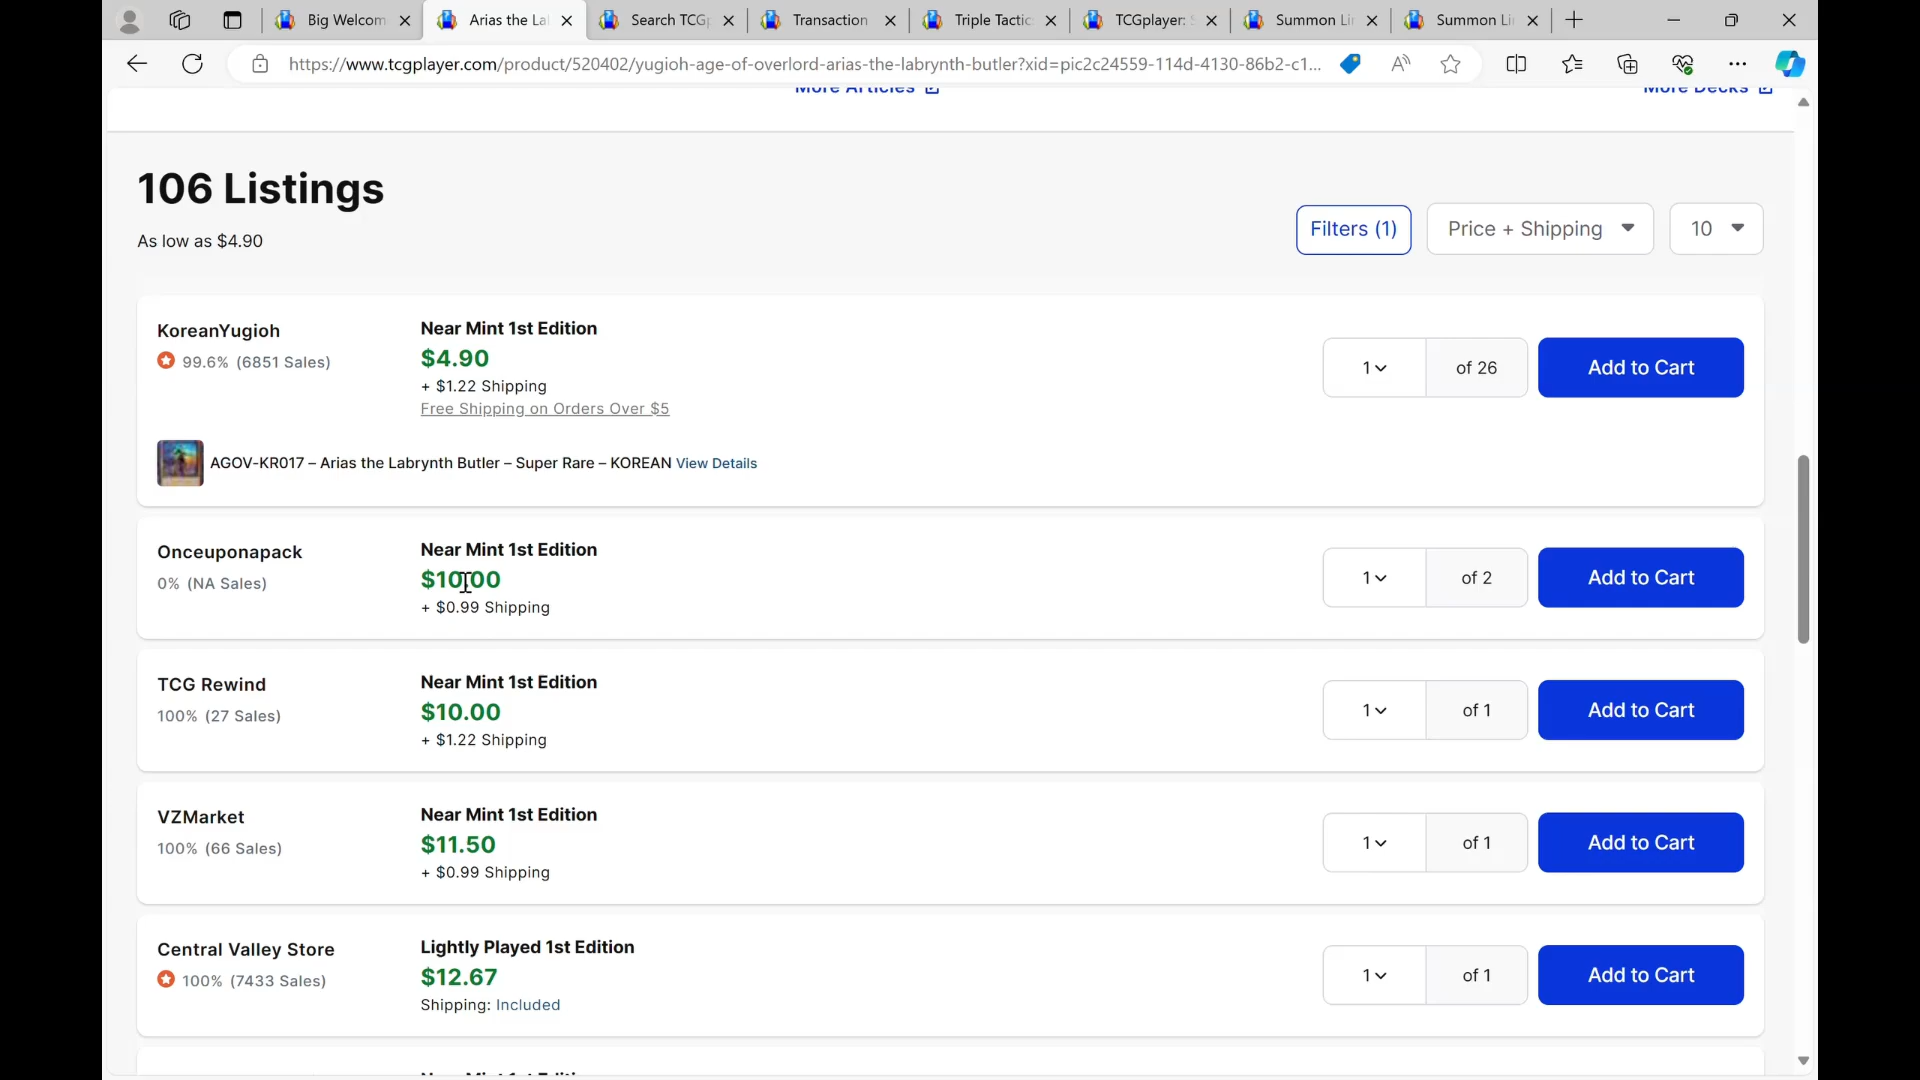 Big Welcom
Arias the La
Search TCG
Transaction
Triple Tactic
TCGplayer:
Summon Li
Summon Li
https://www.tcgplayer.com/product/520402/yugioh-age-of-overlord-arias-the-labrynth-butler?xid=pic2c24559-114d-4130-86b2-c1...
More Articles
More Decks
106 Listings
As low as $4.90
Filters (1)
Price + Shipping
10
KoreanYugioh
99.6% (6851 Sales)
Near Mint 1st Edition
$4.90
+ $1.22 Shipping
Free Shipping on Orders Over $5
1
of 26
Add to Cart
AGOV-KR017 – Arias the Labrynth Butler – Super Rare – KOREAN View Details
Onceuponapack
0% (NA Sales)
Near Mint 1st Edition
$10.00
+ $0.99 Shipping
1
of 2
Add to Cart
TCG Rewind
100% (27 Sales)
Near Mint 1st Edition
$10.00
+ $1.22 Shipping
1
of 1
Add to Cart
VZMarket
100% (66 Sales)
Near Mint 1st Edition
$11.50
+ $0.99 Shipping
1
of 1
Add to Cart
Central Valley Store
100% (7433 Sales)
Lightly Played 1st Edition
$12.67
Shipping: Included
1
of 1
Add to Cart